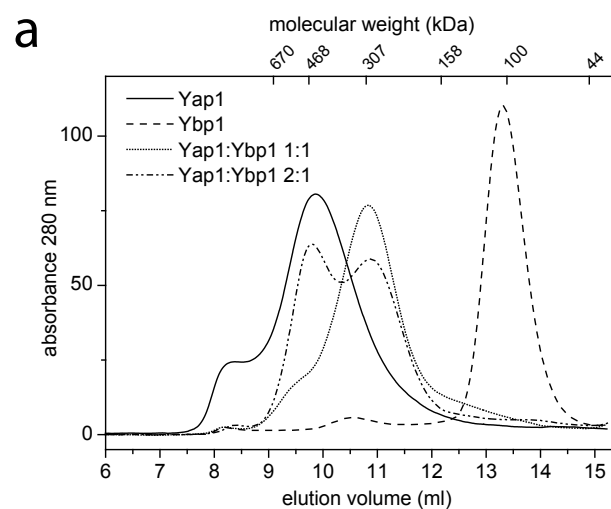 a
molecular weight (kDa)
670 468 307 158 100 44
Yap1
Ybp1
Yap1:Ybp1 1:1
Yap1:Ybp1 2:1
absorbance 280 nm
100
50
0
6 7 8 9 10 11 12 13 14 15
elution volume (ml)